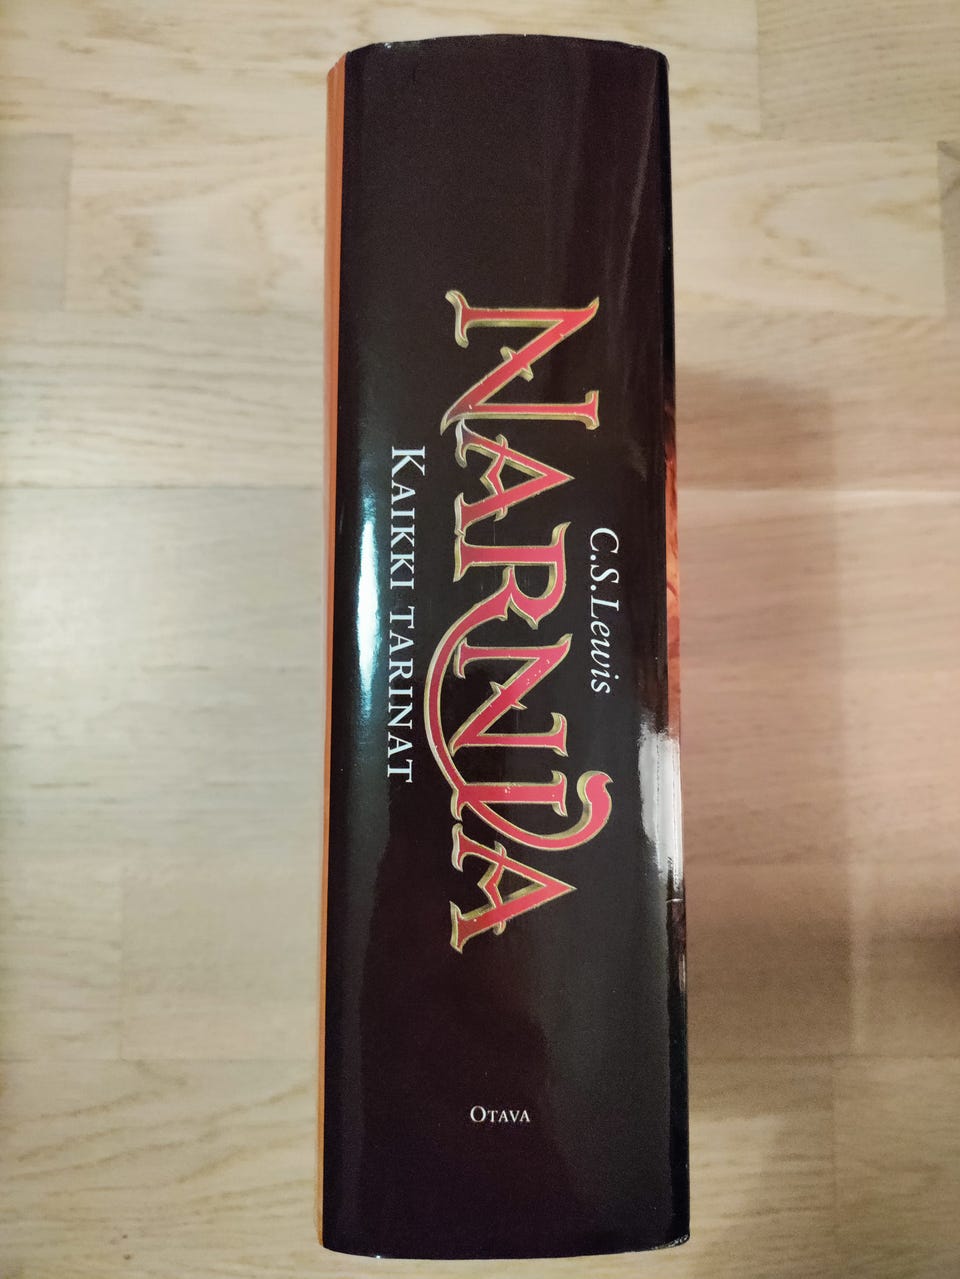 C.S. Lewis
NARNIA
KAIKKI TARINAT
OTAVA